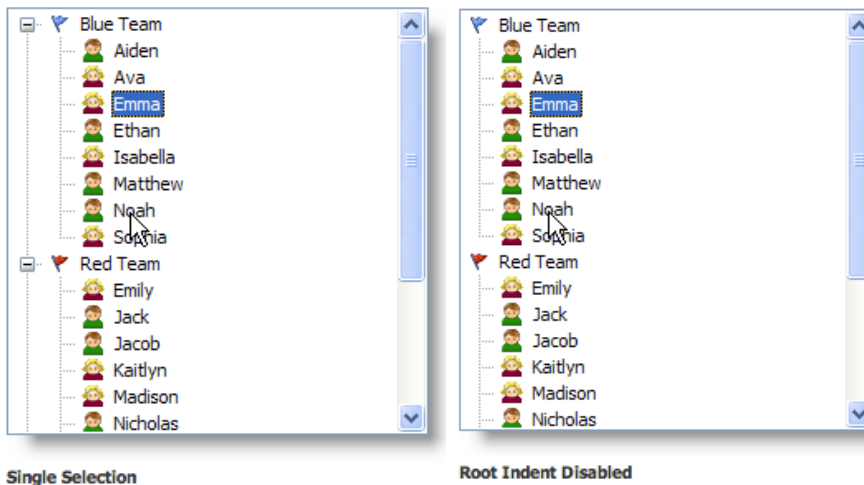 Blue Team
Aiden
Ava
Emma
Ethan
Isabella
Matthew
Noah
Sophia
Red Team
Emily
Jack
Jacob
Kaitlyn
Madison
Nicholas
Single Selection
Blue Team
Aiden
Ava
Emma
Ethan
Isabella
Matthew
Noah
Sophia
Red Team
Emily
Jack
Jacob
Kaitlyn
Madison
Nicholas
Root Indent Disabled